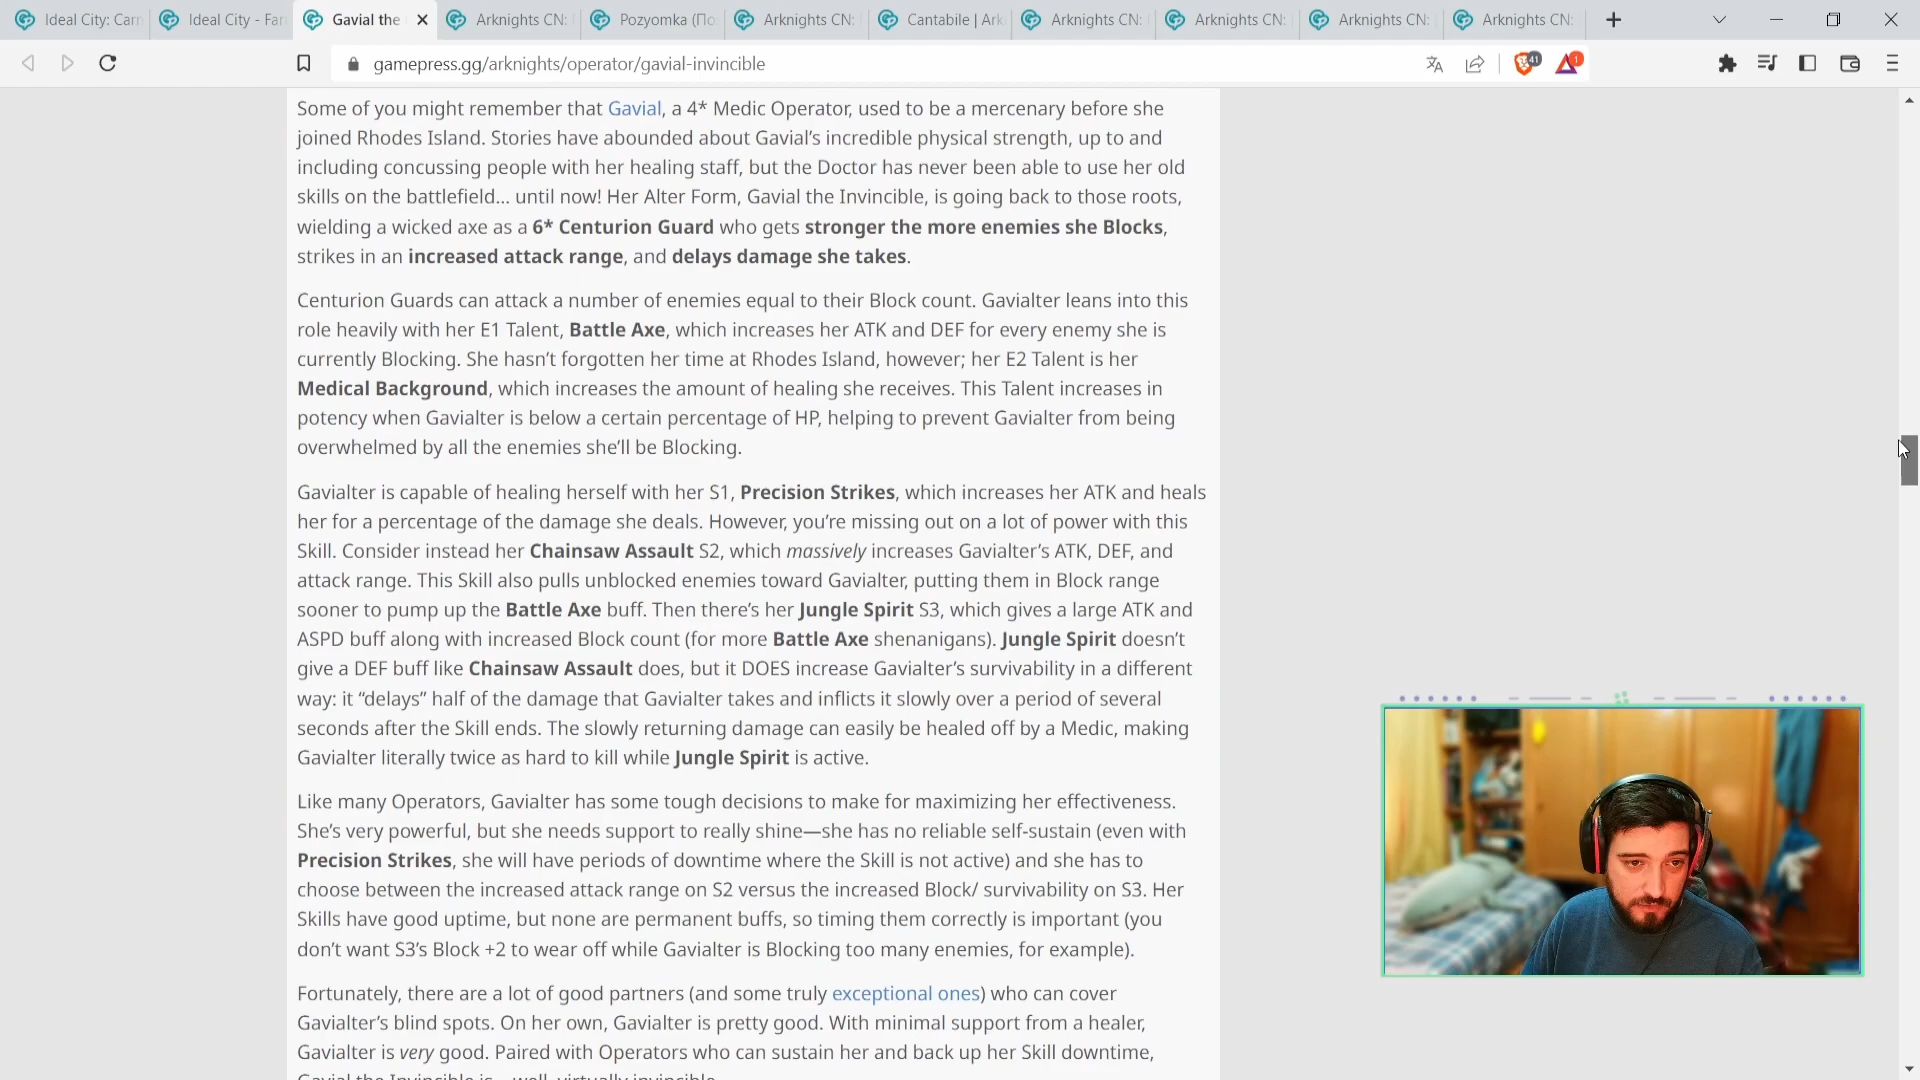 Ideal City: Carn
Ideal City - Far
Gavial the
Arknights CN:
Pozyomka (По
Arknights CN:
Cantabile | Ark
Arknights CN:
Arknights CN:
Arknights CN:
Arknights CN:
gamepress.gg/arknights/operator/gavial-invincible
41
1
Some of you might remember that Gavial, a 4* Medic Operator, used to be a mercenary before she
joined Rhodes Island. Stories have abounded about Gavial's incredible physical strength, up to and
including concussing people with her healing staff, but the Doctor has never been able to use her old
skills on the battlefield... until now! Her Alter Form, Gavial the Invincible, is going back to those roots,
wielding a wicked axe as a 6* Centurion Guard who gets stronger the more enemies she Blocks,
strikes in an increased attack range, and delays damage she takes.
Centurion Guards can attack a number of enemies equal to their Block count. Gavialter leans into this
role heavily with her E1 Talent, Battle Axe, which increases her ATK and DEF for every enemy she is
currently Blocking. She hasn't forgotten her time at Rhodes Island, however; her E2 Talent is her
Medical Background, which increases the amount of healing she receives. This Talent increases in
potency when Gavialter is below a certain percentage of HP, helping to prevent Gavialter from being
overwhelmed by all the enemies she'll be Blocking.
Gavialter is capable of healing herself with her S1, Precision Strikes, which increases her ATK and heals
her for a percentage of the damage she deals. However, you're missing out on a lot of power with this
Skill. Consider instead her Chainsaw Assault S2, which massively increases Gavialter's ATK, DEF, and
attack range. This Skill also pulls unblocked enemies toward Gavialter, putting them in Block range
sooner to pump up the Battle Axe buff. Then there's her Jungle Spirit S3, which gives a large ATK and
ASPD buff along with increased Block count (for more Battle Axe shenanigans). Jungle Spirit doesn't
give a DEF buff like Chainsaw Assault does, but it DOES increase Gavialter's survivability in a different
way: it “delays” half of the damage that Gavialter takes and inflicts it slowly over a period of several
seconds after the Skill ends. The slowly returning damage can easily be healed off by a Medic, making
Gavialter literally twice as hard to kill while Jungle Spirit is active.
Like many Operators, Gavialter has some tough decisions to make for maximizing her effectiveness.
She's very powerful, but she needs support to really shine—she has no reliable self-sustain (even with
Precision Strikes, she will have periods of downtime where the Skill is not active) and she has to
choose between the increased attack range on S2 versus the increased Block/ survivability on S3. Her
Skills have good uptime, but none are permanent buffs, so timing them correctly is important (you
don't want S3's Block +2 to wear off while Gavialter is Blocking too many enemies, for example).
Fortunately, there are a lot of good partners (and some truly exceptional ones) who can cover
Gavialter's blind spots. On her own, Gavialter is pretty good. With minimal support from a healer,
Gavialter is very good. Paired with Operators who can sustain her and back up her Skill downtime,
Gavial the Invincible is... well, virtually invincible.